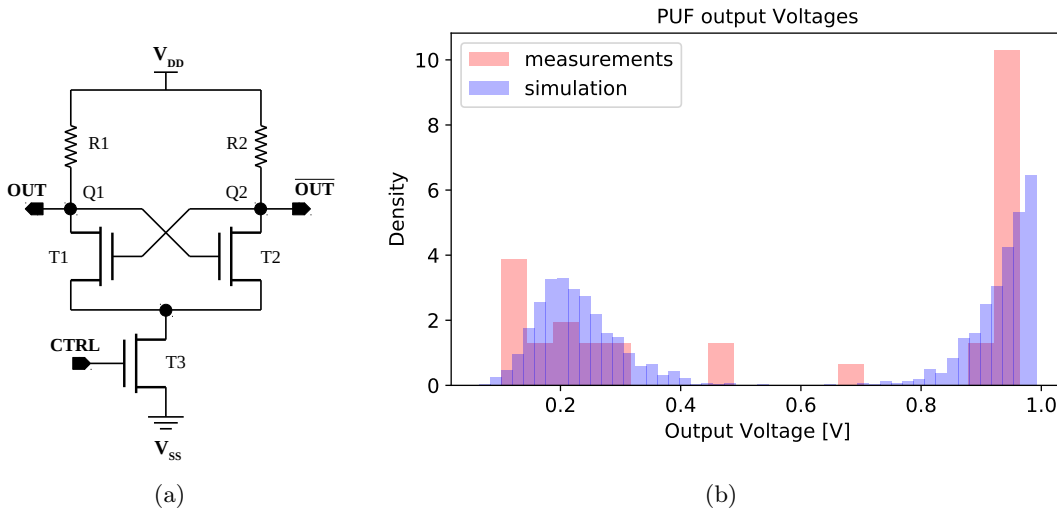 V_DD
R1
R2
OUT
Q1
Q2
O̅U̅T̅
T1
T2
CTRL
T3
V_SS
(a)
PUF output Voltages
measurements
simulation
Density
10
8
6
4
2
0
0.2 0.4 0.6 0.8 1.0
Output Voltage [V]
(b)